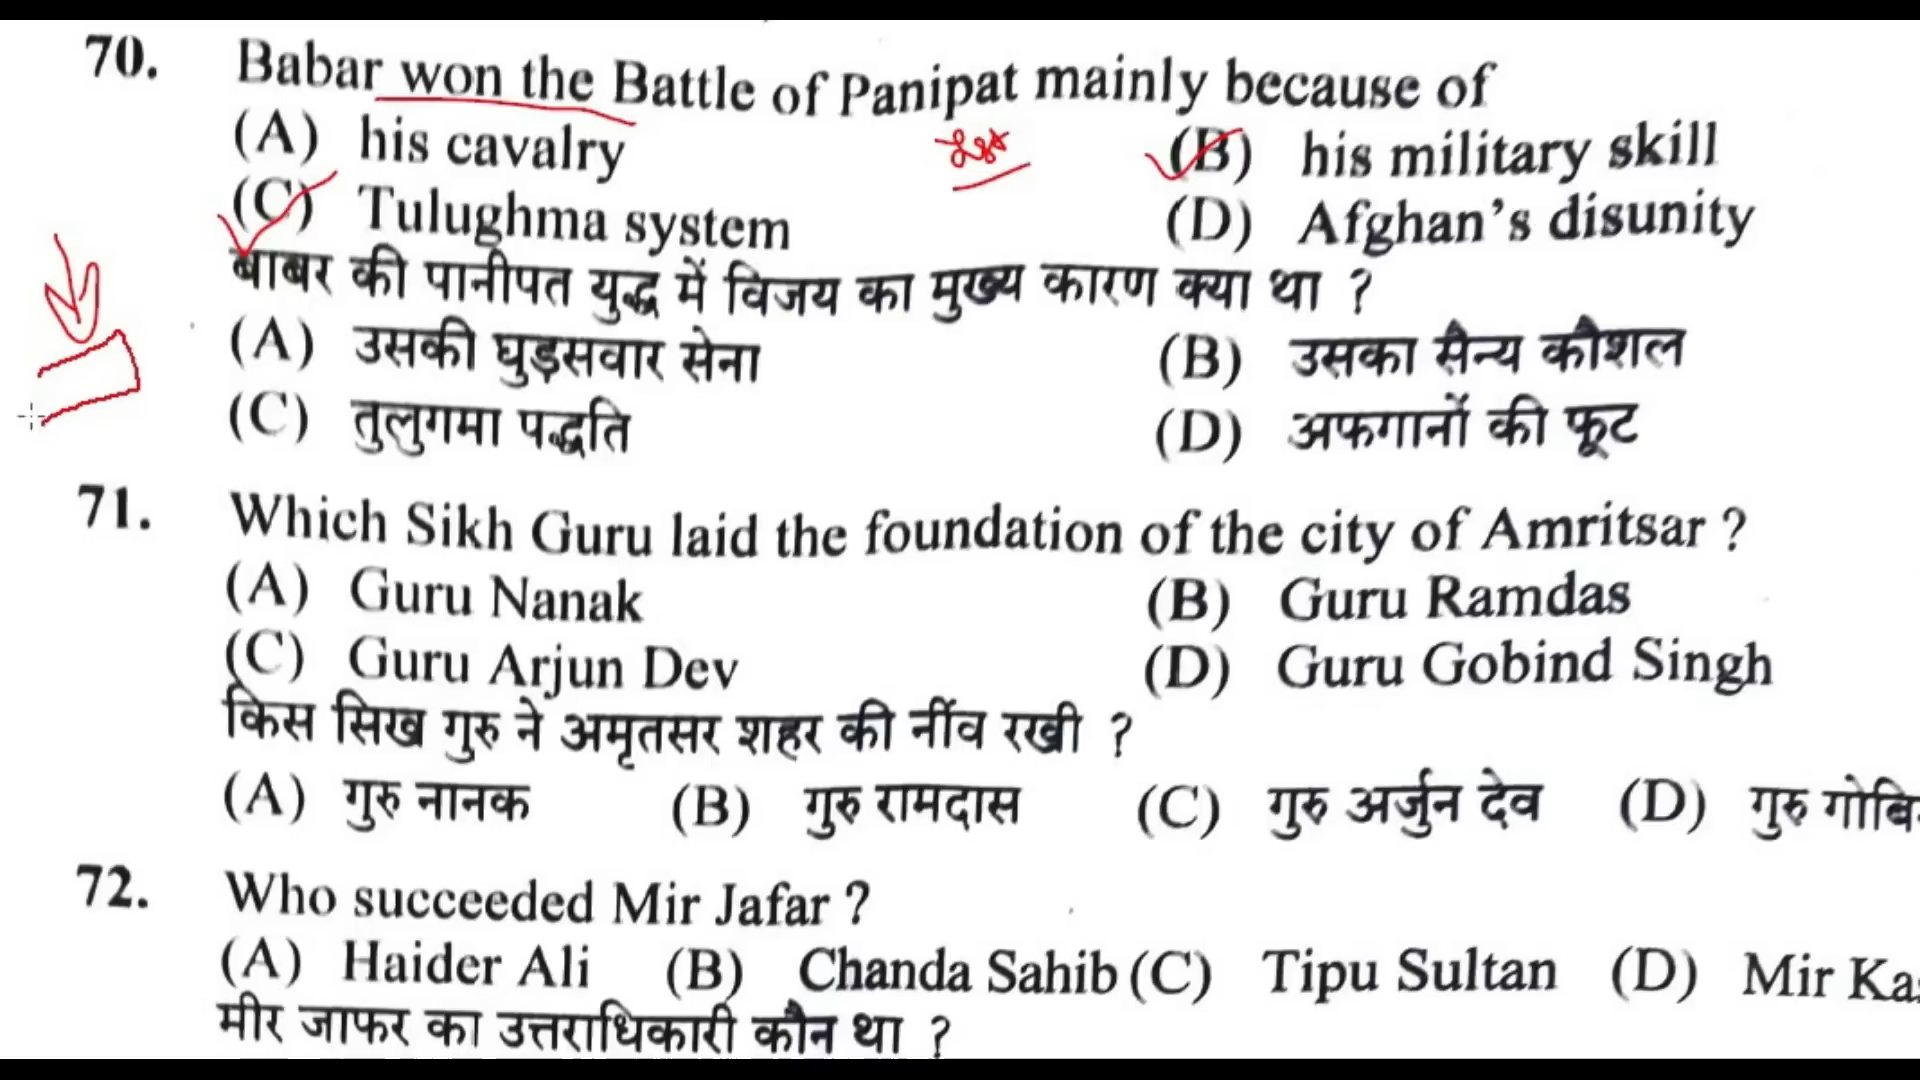 70. Babar won the Battle of Panipat mainly because of
(A) his cavalry (B) his military skill
(C) Tulughma system (D) Afghan's disunity
बाबर की पानीपत युद्ध में विजय का मुख्य कारण क्या था ?
(A) उसकी घुड़सवार सेना (B) उसका सैन्य कौशल
(C) तुलुगमा पद्धति (D) अफगानों की फूट
71. Which Sikh Guru laid the foundation of the city of Amritsar ?
(A) Guru Nanak (B) Guru Ramdas
(C) Guru Arjun Dev (D) Guru Gobind Singh
किस सिख गुरु ने अमृतसर शहर की नींव रखी ?
(A) गुरु नानक (B) गुरु रामदास (C) गुरु अर्जुन देव (D) गुरु
72. Who succeeded Mir Jafar ?
(A) Haider Ali (B) Chanda Sahib (C) Tipu Sultan (D) Mir
मीर जाफर का उत्तराधिकारी कौन था ?